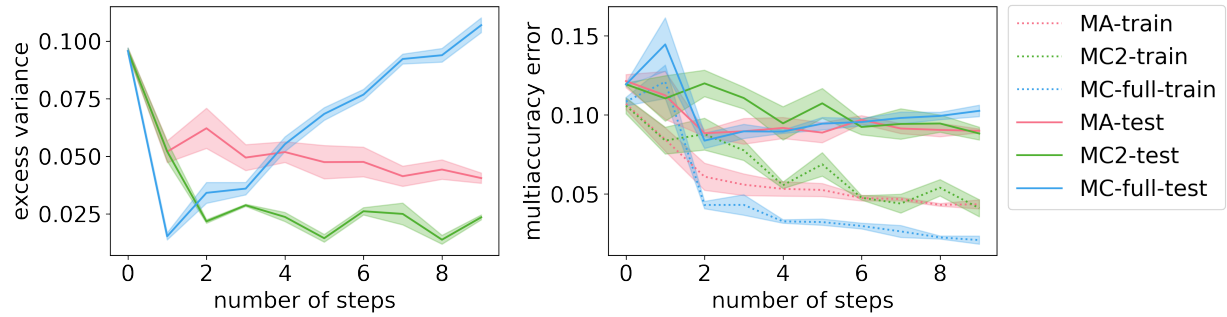 excess variance
0.100
0.075
0.050
0.025
0 2 4 6 8
number of steps
multiaccuracy error
0.15
0.10
0.05
0 2 4 6 8
number of steps
MA-train
MC2-train
MC-full-train
MA-test
MC2-test
MC-full-test